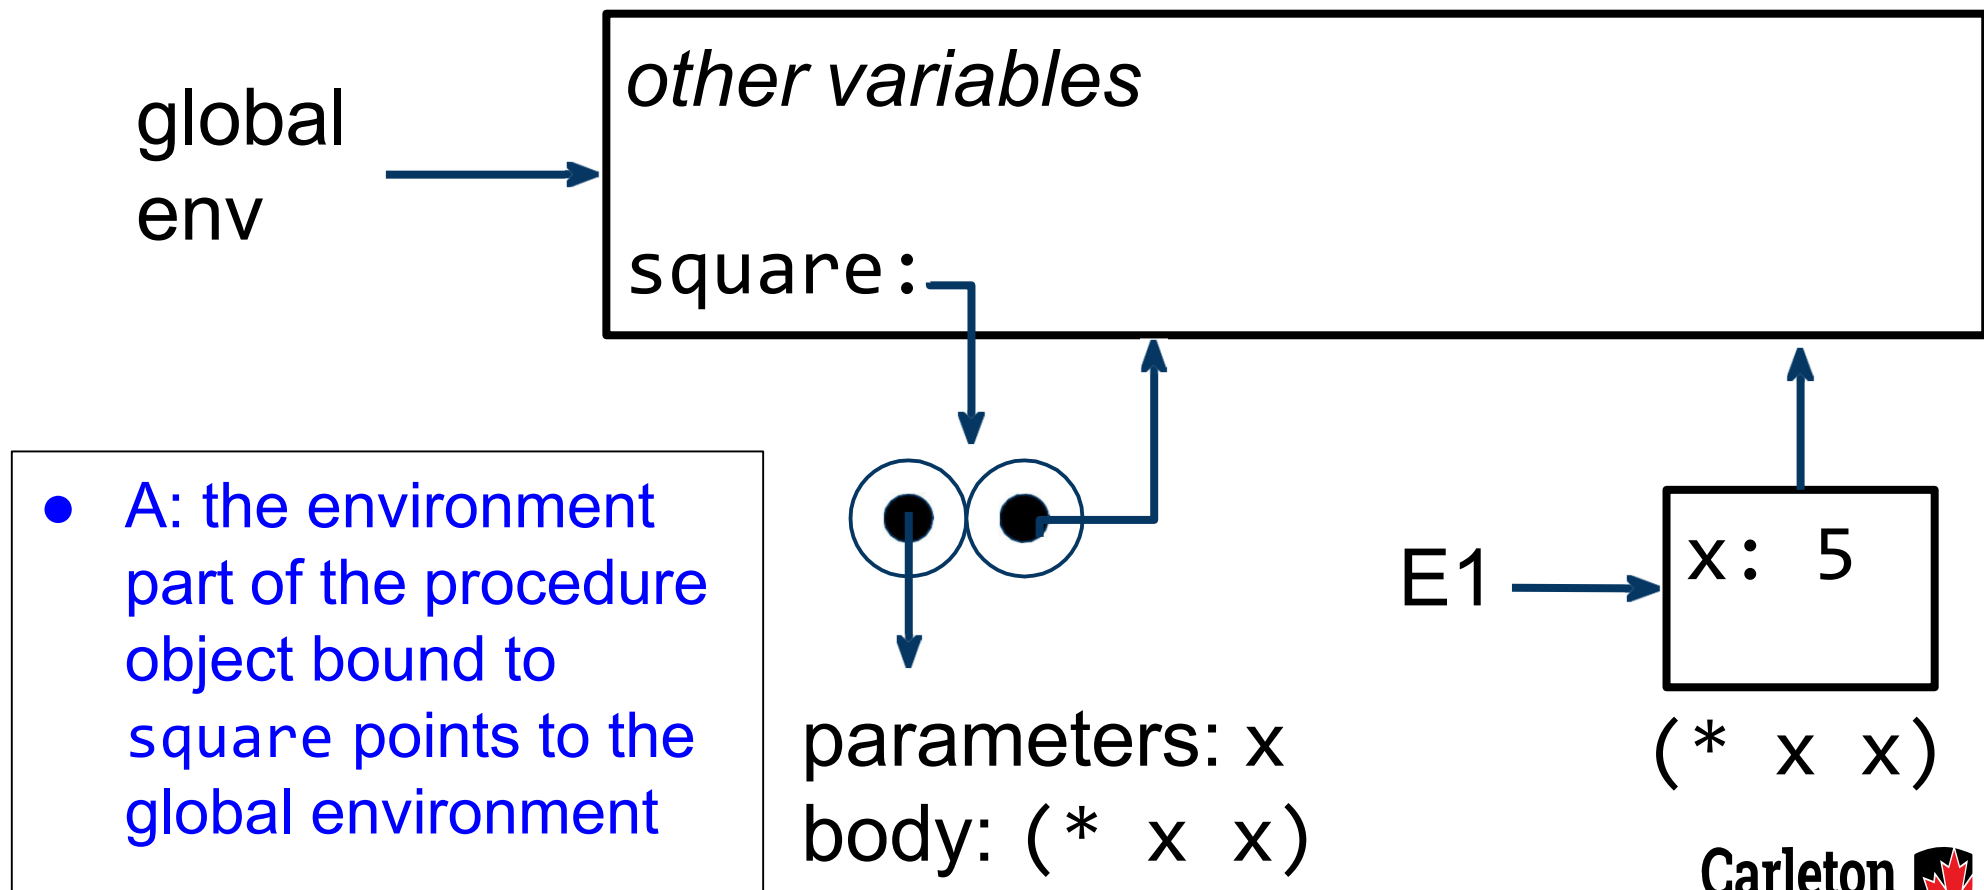 global
env
other variables
square:
● A: the environment
part of the procedure
object bound to
square points to the
global environment
parameters: x
body: (* x x)
E1
x: 5
(* x x)
Carleton